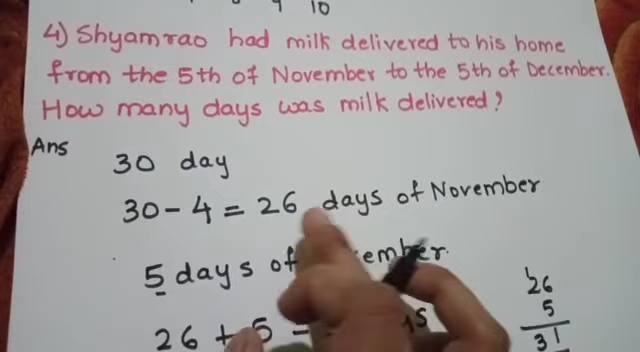 10
4) Shyamrao had milk delivered to his home
from the 5th of November to the 5th of December.
How many days was milk delivered?
Ans
30 day
30 - 4 = 26 days of November
5 days of
26 + 5 =
26
5
31